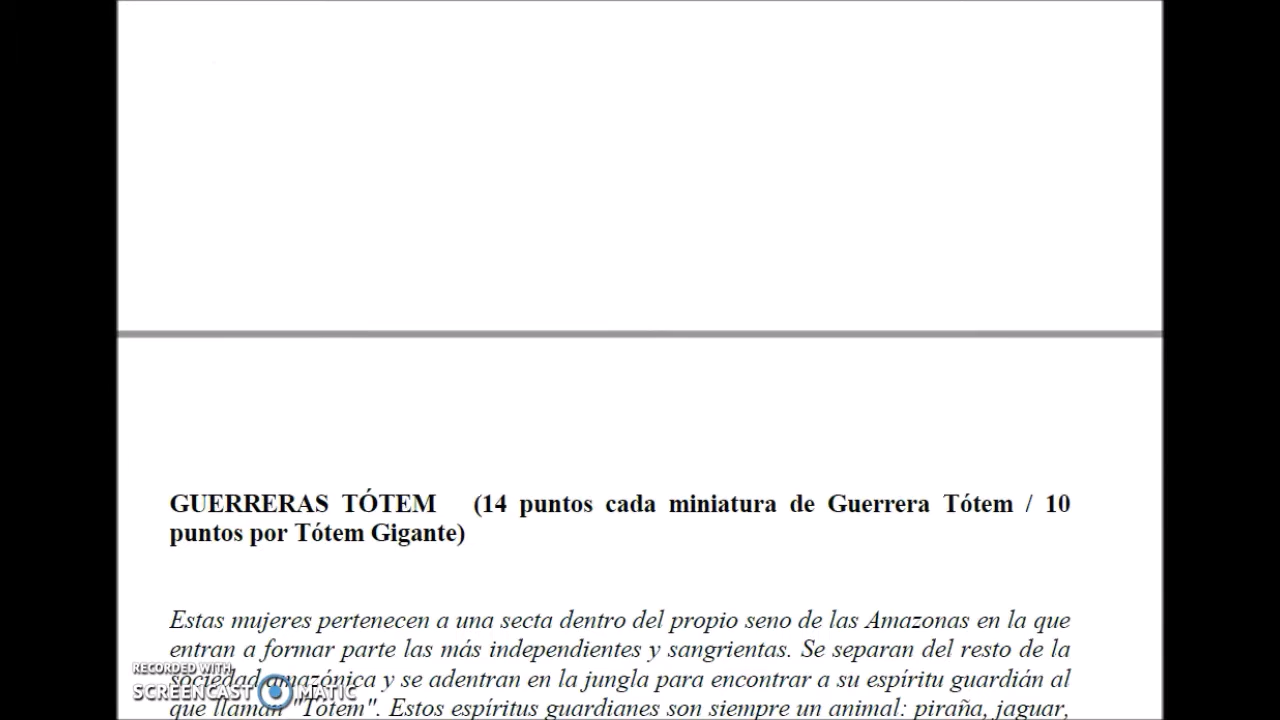 GUERRERAS TÓTEM (14 puntos cada miniatura de Guerrera Tótem / 10
puntos por Tótem Gigante)
Estas mujeres pertenecen a una secta dentro del propio seno de las Amazonas en la que
entran a formar parte las más independientes y sangrientas. Se separan del resto de la
sociedad amazónica y se adentran en la jungla para encontrar a su espíritu guardián al
que llaman "Tótem". Estos espíritus guardianes son siempre un animal: piraña, jaguar,
RECORDED WITH
SCREENCAST MATIC